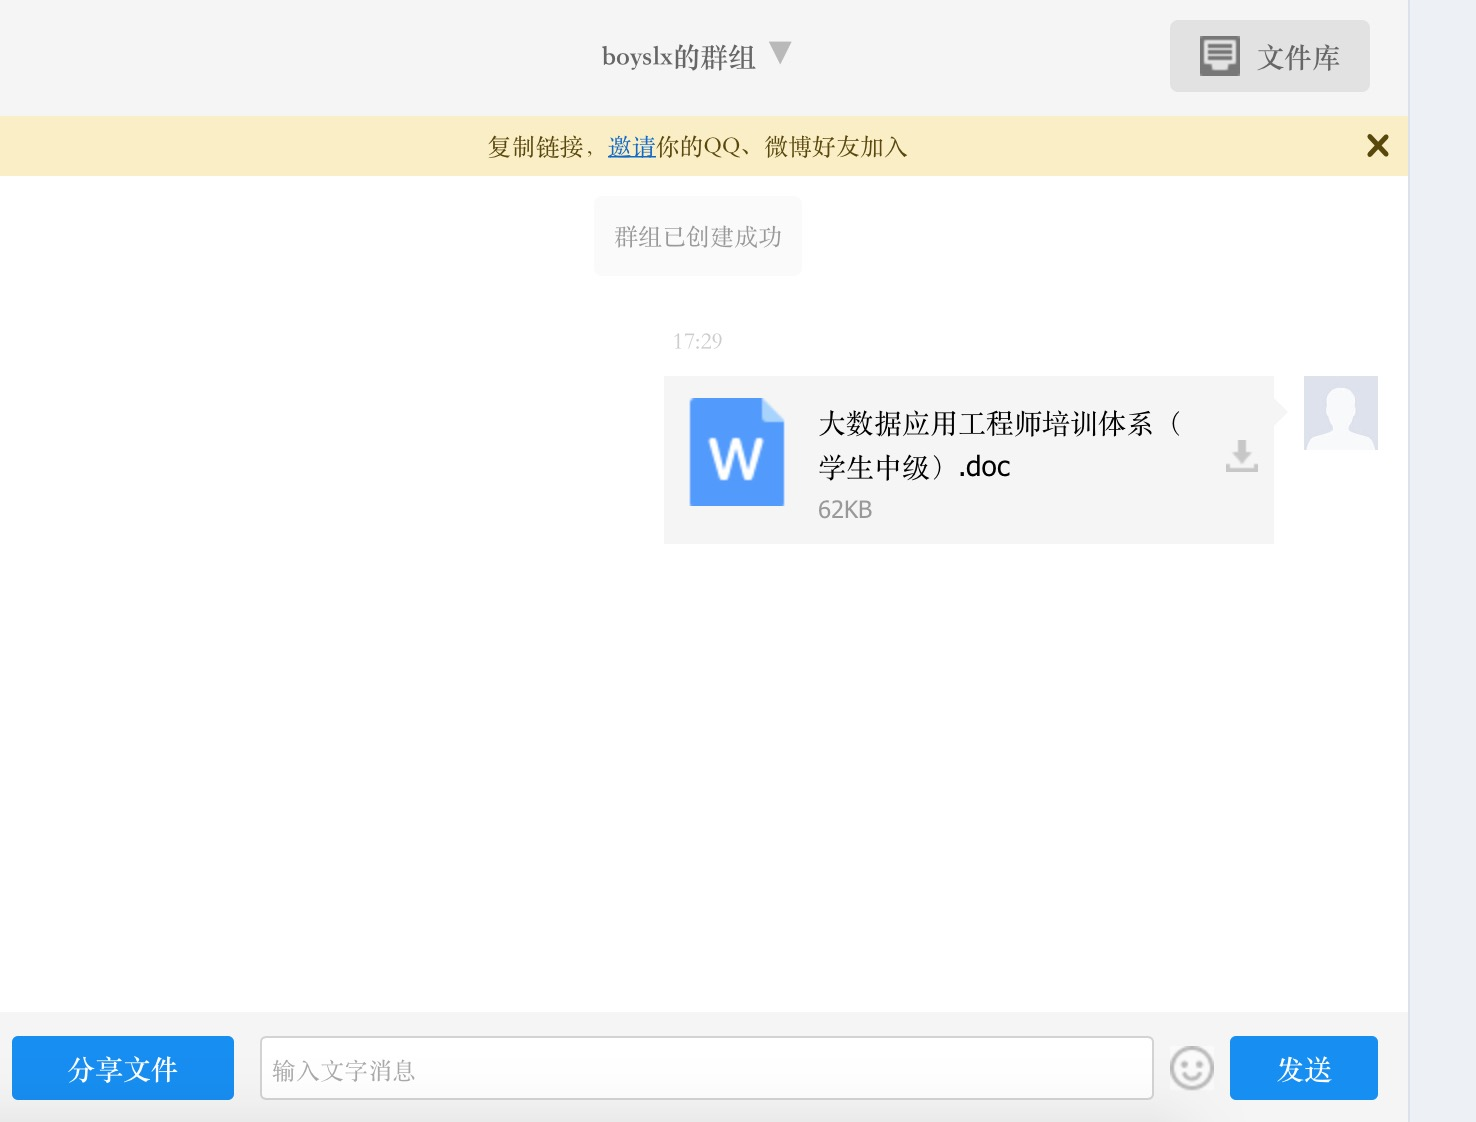 boyslx的群组
文件库
复制链接，邀请你的QQ、微博好友加入
群组已创建成功
17:29
大数据应用工程师培训体系（
学生中级）.doc
62KB
W
分享文件
输入文字消息
发送